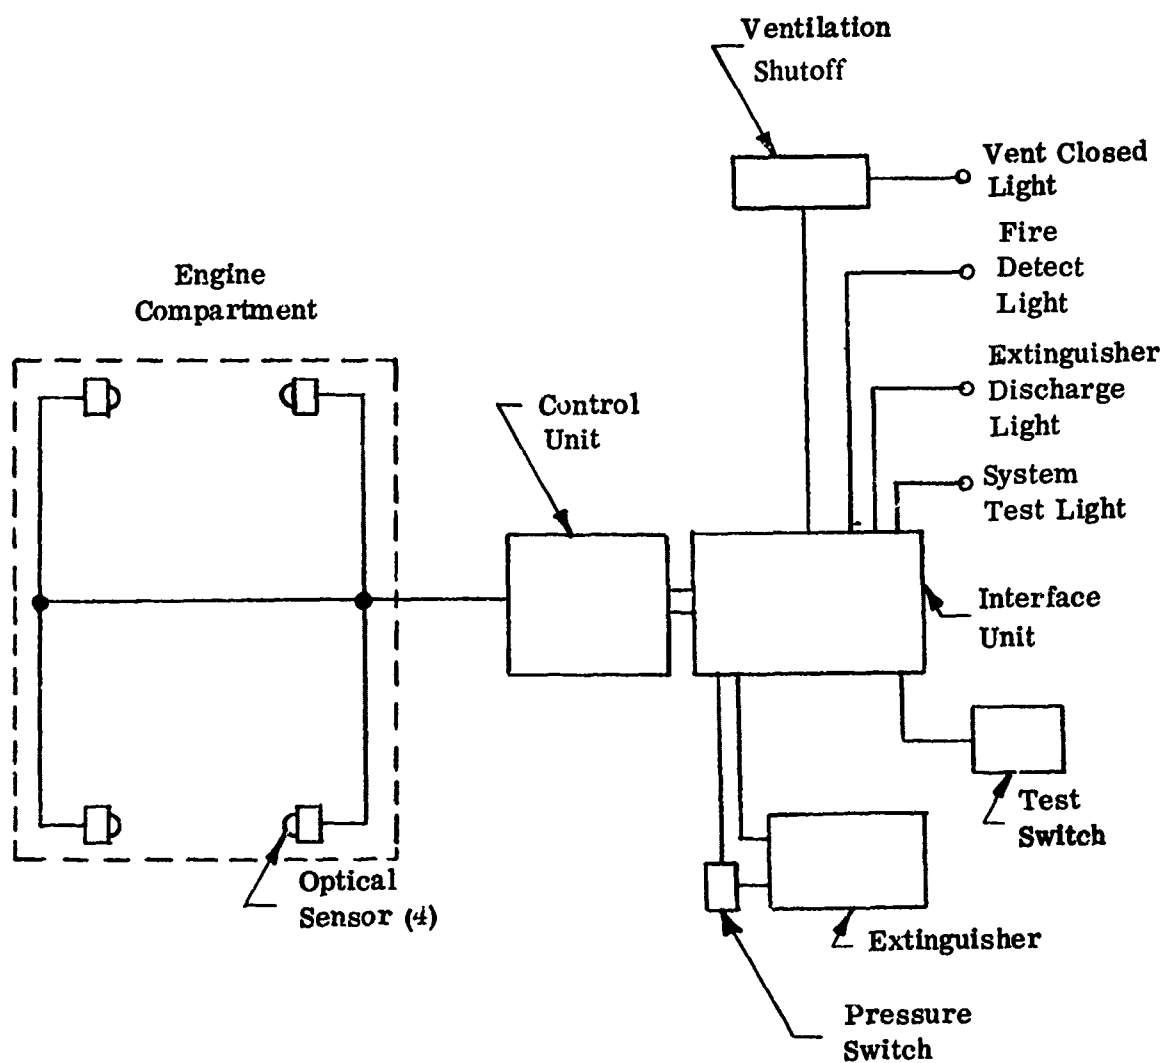 Ventilation
Shutoff
Vent Closed
Light
Fire
Detect
Light
Engine
Compartment
Extinguisher
Discharge
Light
Control
Unit
System
Test Light
Interface
Unit
Test
Switch
Optical
Sensor (4)
Extinguisher
Pressure
Switch